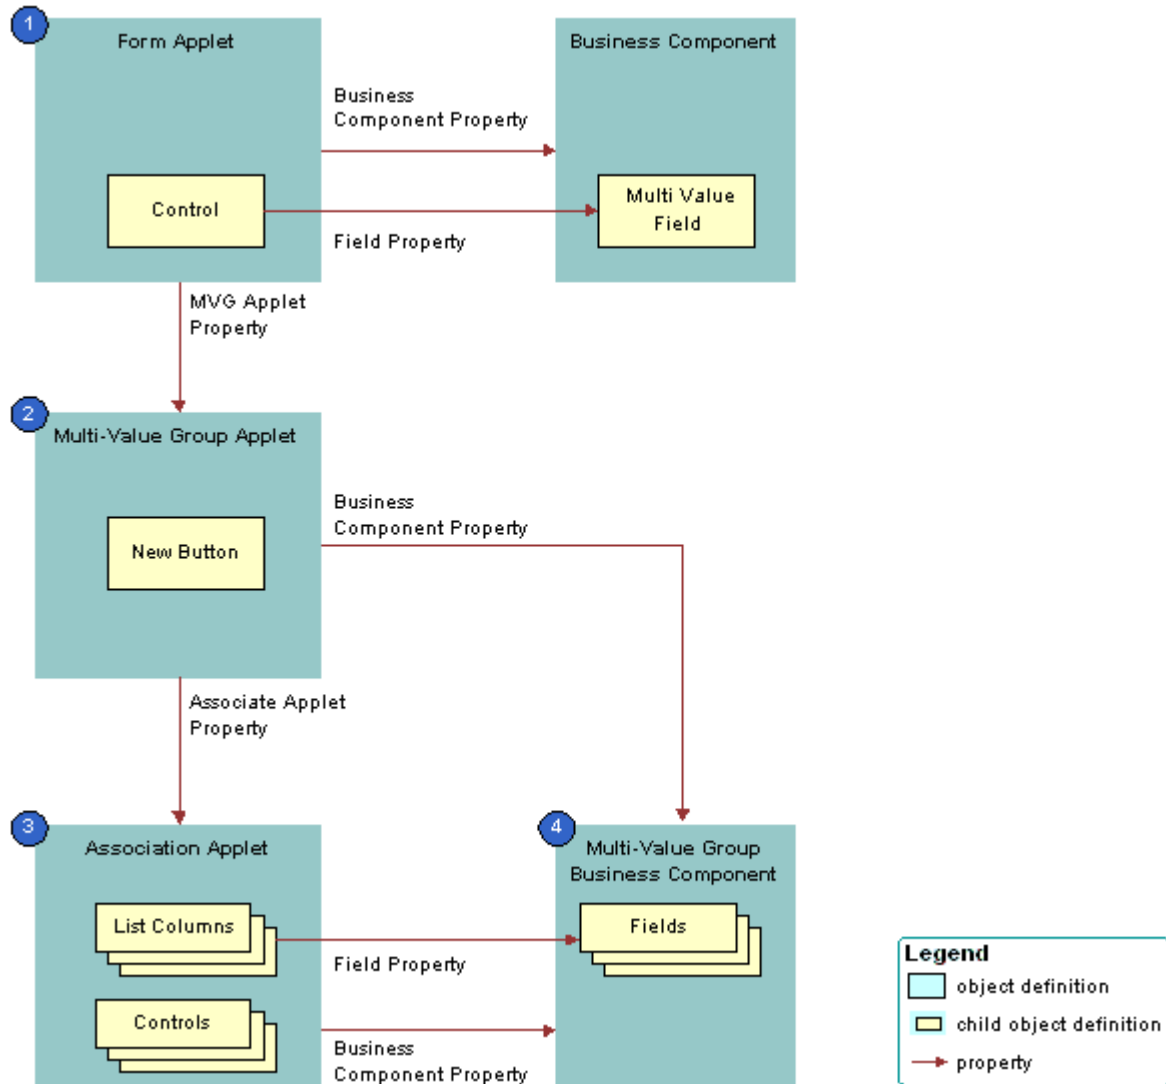 1
Form Applet
Business Component
Business
Component Property
Control
Multi Value
Field
Field Property
MVG Applet
Property
2
Multi-Value Group Applet
Business
Component Property
New Button
Associate Applet
Property
3
Association Applet
4
Multi-Value Group
Business Component
List Columns
Fields
Field Property
Controls
Business
Component Property
Legend
object definition
child object definition
property